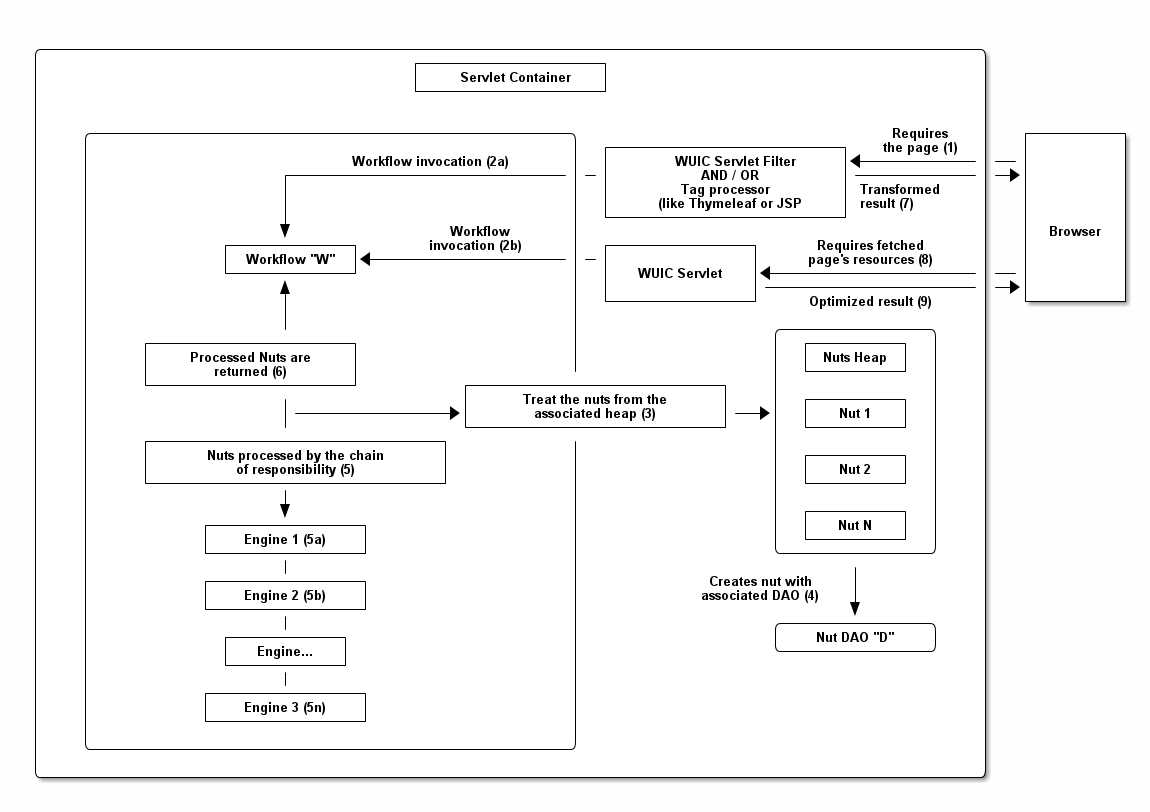 Servlet Container
Requires
the page (1)
Workflow invocation (2a)
WUIC Servlet Filter
AND / OR
Tag processor
(like Thymeleaf or JSP
Transformed
result (7)
Browser
Workflow
invocation (2b)
Workflow "W"
WUIC Servlet
Requires fetched
page's resources (8)
Optimized result (9)
Processed Nuts are
returned (6)
Nuts Heap
Treat the nuts from the
associated heap (3)
Nut 1
Nuts processed by the chain
of responsibility (5)
Nut 2
Engine 1 (5a)
Nut N
Creates nut with
associated DAO (4)
Engine 2 (5b)
Nut DAO "D"
Engine...
Engine 3 (5n)